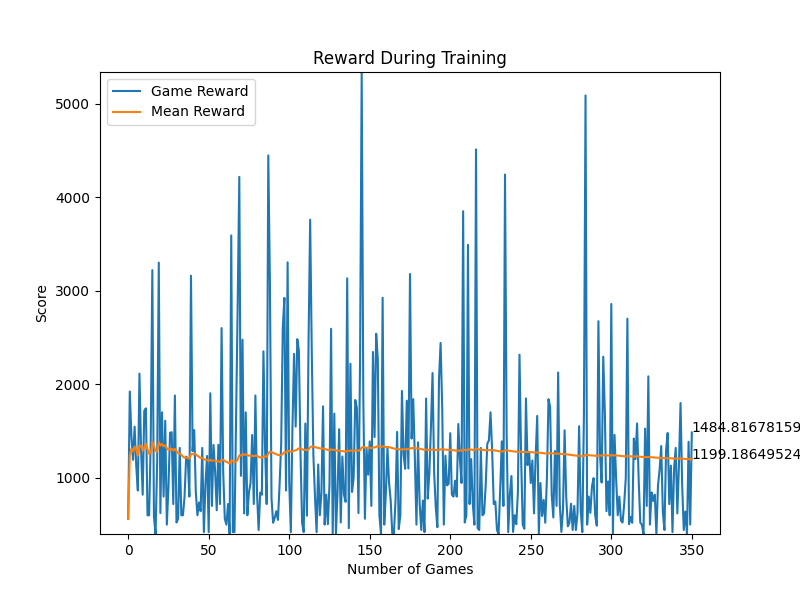 Reward During Training
Game Reward
Mean Reward
5000
4000
3000
2000
1000
Score
1484.81678159
1199.18649524
0 50 100 150 200 250 300 350
Number of Games